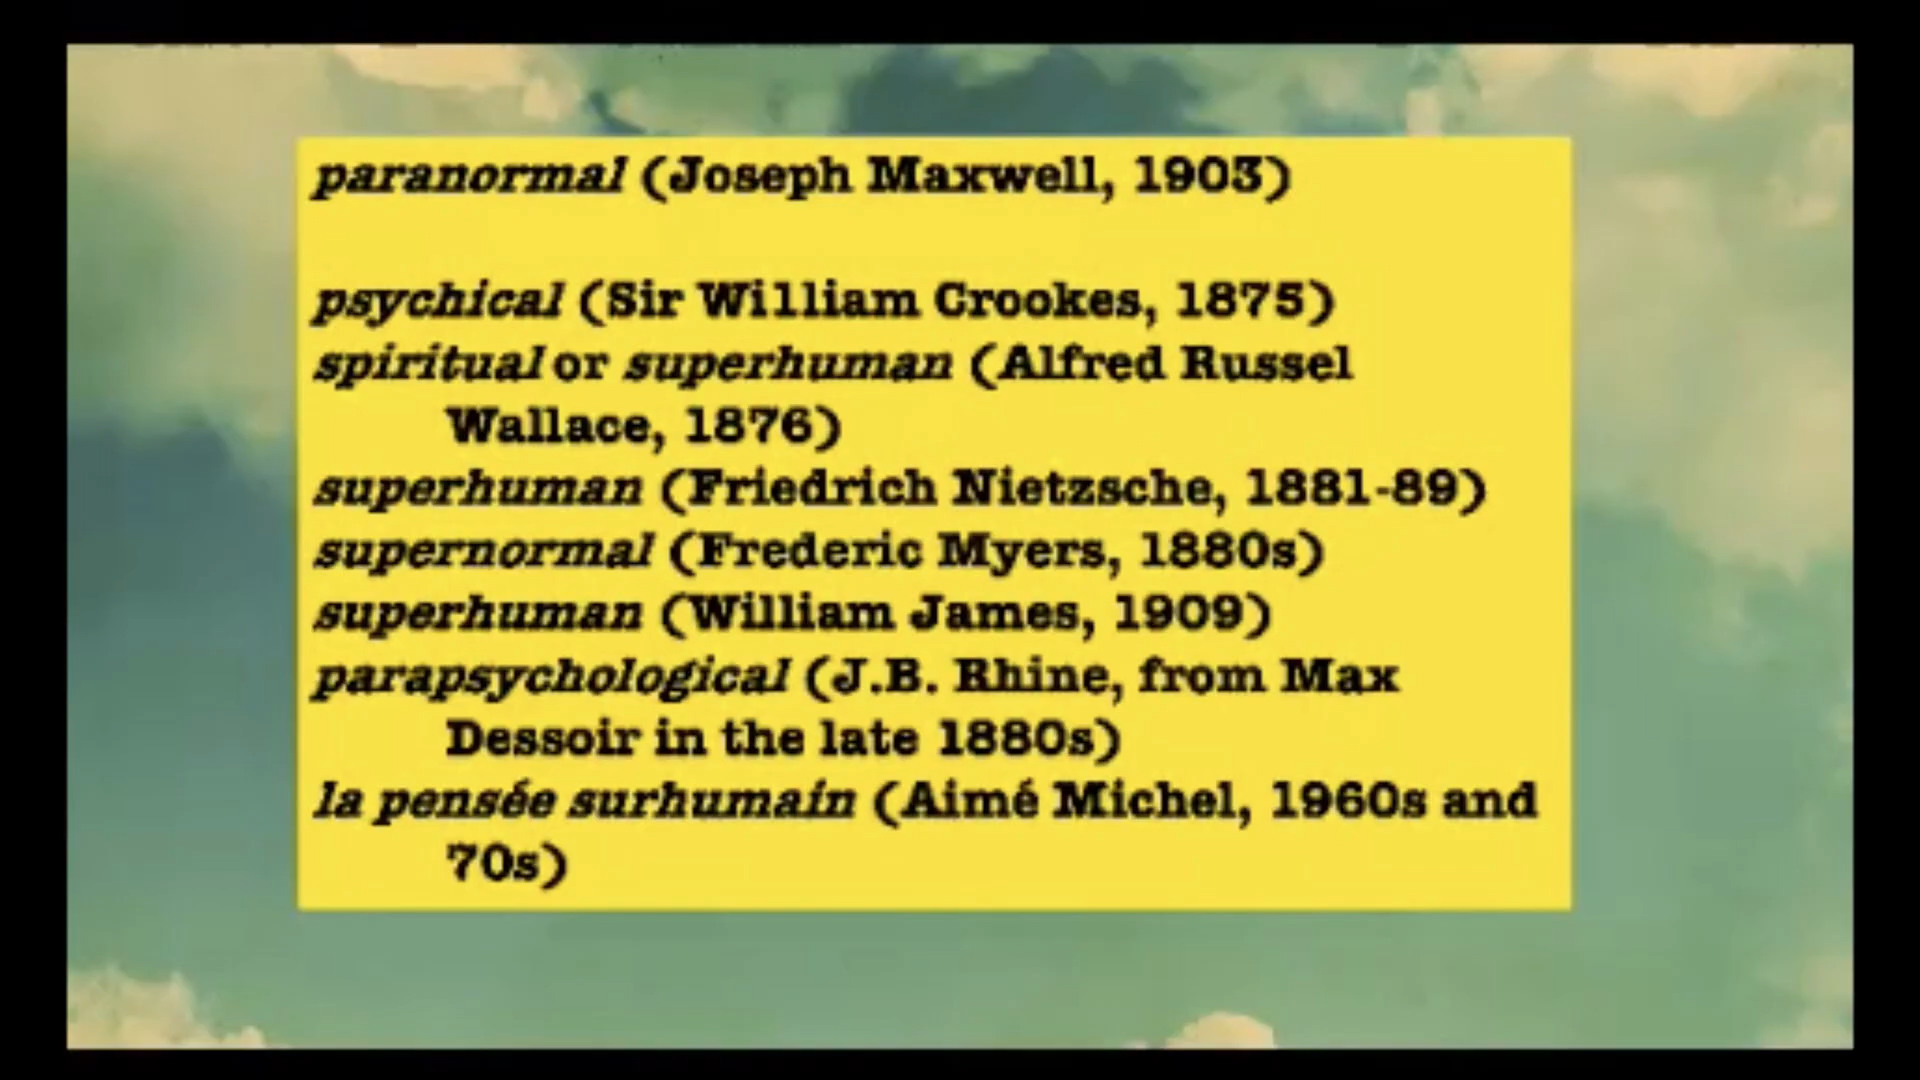 paranormal (Joseph Maxwell, 1903)
psychical (Sir William Crookes, 1875)
spiritual or superhuman (Alfred Russel
Wallace, 1876)
superhuman (Friedrich Nietzsche, 1881-89)
supernormal (Frederic Myers, 1880s)
superhuman (William James, 1909)
parapsychological (J.B. Rhine, from Max
Dessoir in the late 1880s)
la pensée surhumain (Aimé Michel, 1960s and
70s)